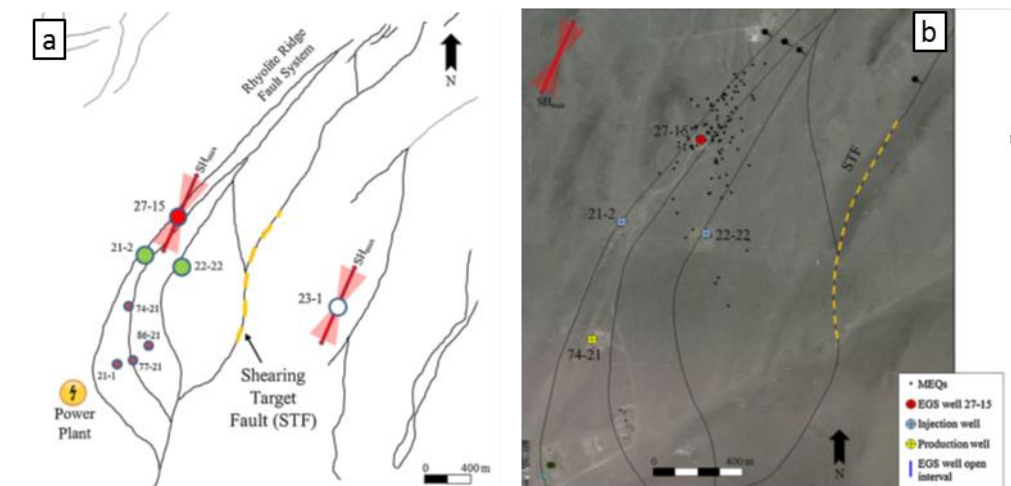 a
Rhyolite Ridge
Fault System
N
SHmax
27-15
21-2
22-22
SHmax
23-1
74-21
86-21
77-21
21-1
Power
Plant
Shearing
Target
Fault (STF)
0 400 m
b
SHmin
27-15
STF
21-2
22-22
74-21
MEQs
EGS well 27-15
Injection well
Production well
EGS well open
interval
0 400 m
N